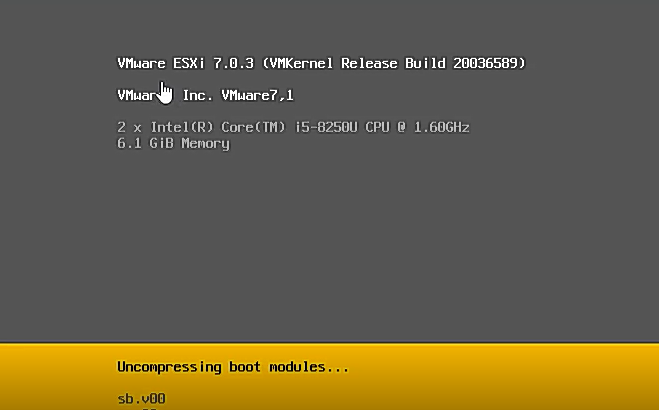 VMware ESXi 7.0.3 (VMKernel Release Build 20036589)
Inc. VMware7,1
2 x Intel(R) Core(TM) i5-8250U CPU @ 1.60GHz
6.1 GiB Memory
Uncompressing boot modules...
sb.v00